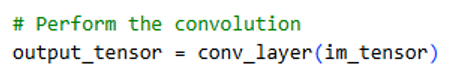 # Perform the convolution
output_tensor = conv_layer(im_tensor)